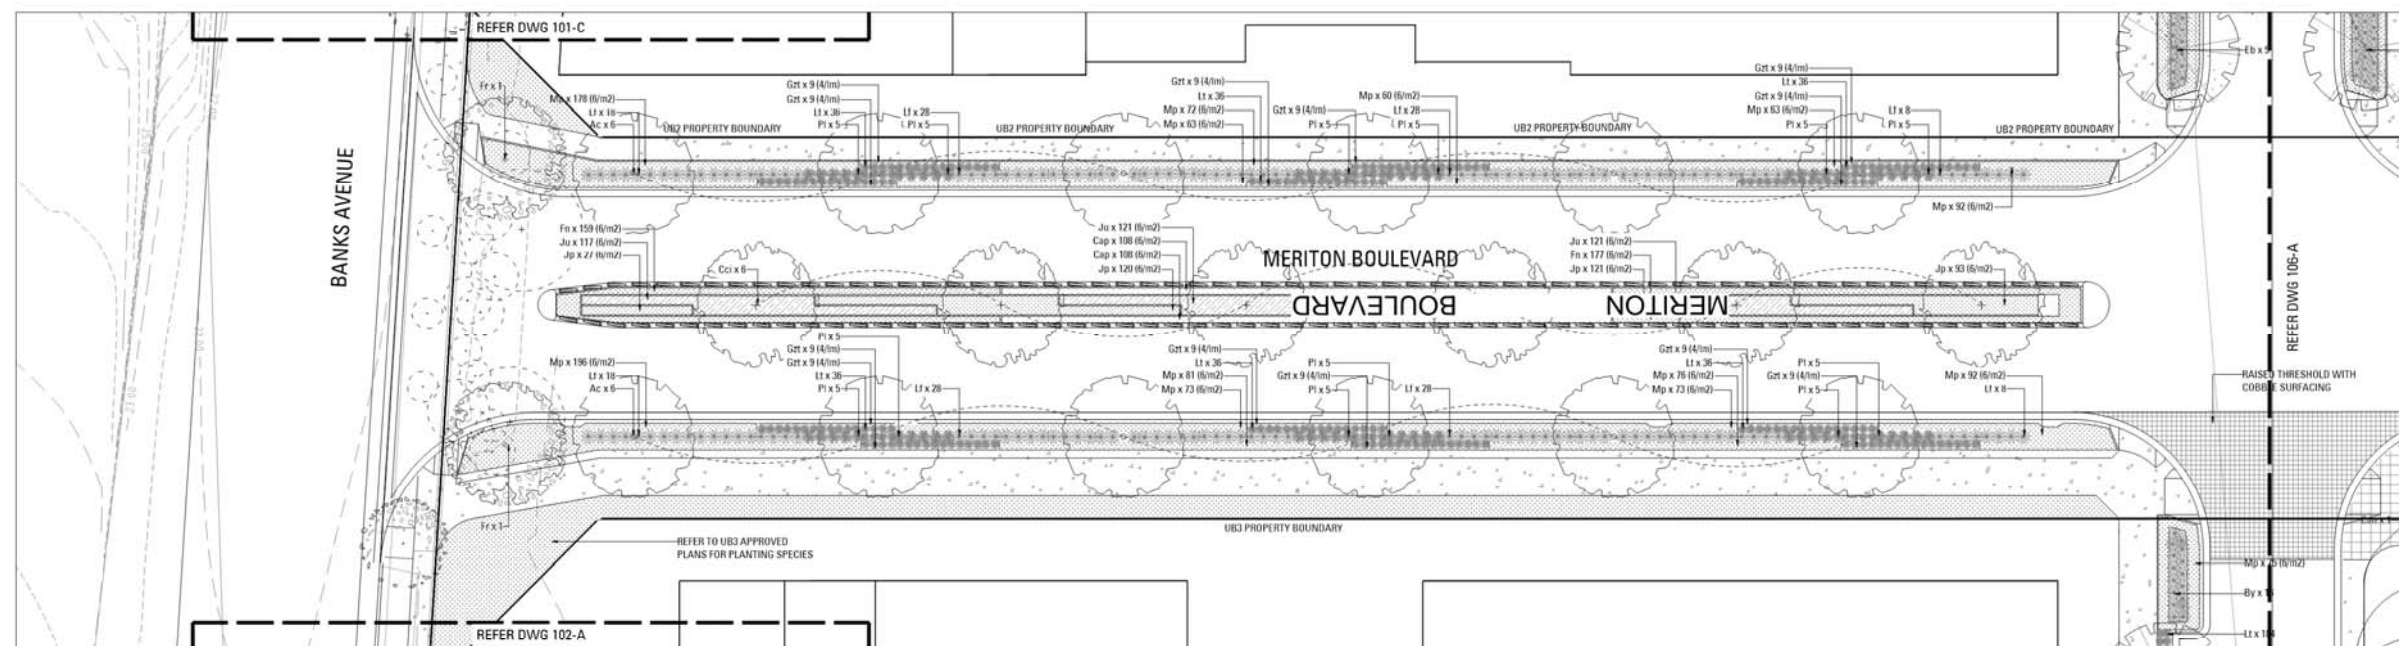 REFER DWG 101-C
Fr x 1
Mp x 178 (6/m2)
Lf x 18
Ac x 6
UB2 PROPERTY BOUNDARY
Gzt x 9 (4/lm)
Gzt x 9 (4/lm)
Lt x 36
Pl x 5
Lf x 28
Pl x 5
UB2 PROPERTY BOUNDARY
Gzt x 9 (4/lm)
Lt x 36
Mp x 72 (6/m2)
Mp x 63 (6/m2)
Gzt x 9 (4/lm)
Pl x 5
Mp x 60 (6/m2)
Lf x 28
Pl x 5
UB2 PROPERTY BOUNDARY
Gzt x 9 (4/lm)
Lt x 36
Gzt x 9 (4/lm)
Mp x 63 (6/m2)
Pl x 5
Lf x 8
Pl x 5
UB2 PROPERTY BOUNDARY
Mp x 92 (6/m2)
BANKS AVENUE
Fn x 159 (6/m2)
Ju x 117 (6/m2)
Jp x 27 (6/m2)
Cci x 6
Ju x 121 (6/m2)
Cap x 108 (6/m2)
Cap x 108 (6/m2)
Jp x 120 (6/m2)
MERITON BOULEVARD
Ju x 121 (6/m2)
Fn x 177 (6/m2)
Jp x 121 (6/m2)
Jp x 93 (6/m2)
MERITON BOULEVARD
REFER DWG 106-A
Mp x 196 (6/m2)
Lf x 18
Ac x 6
Pl x 5
Gzt x 9 (4/lm)
Gzt x 9 (4/lm)
Lt x 36
Pl x 5
Lf x 28
Gzt x 9 (4/lm)
Lt x 36
Mp x 81 (6/m2)
Mp x 73 (6/m2)
Pl x 5
Gzt x 9 (4/lm)
Pl x 5
Lf x 28
Gzt x 9 (4/lm)
Lt x 36
Mp x 76 (6/m2)
Mp x 73 (6/m2)
Pl x 5
Gzt x 9 (4/lm)
Pl x 5
Mp x 92 (6/m2)
Lf x 8
RAISED THRESHOLD WITH
COBBLE SURFACING
Fr x 1
UB3 PROPERTY BOUNDARY
REFER TO UB3 APPROVED
PLANS FOR PLANTING SPECIES
REFER DWG 102-A